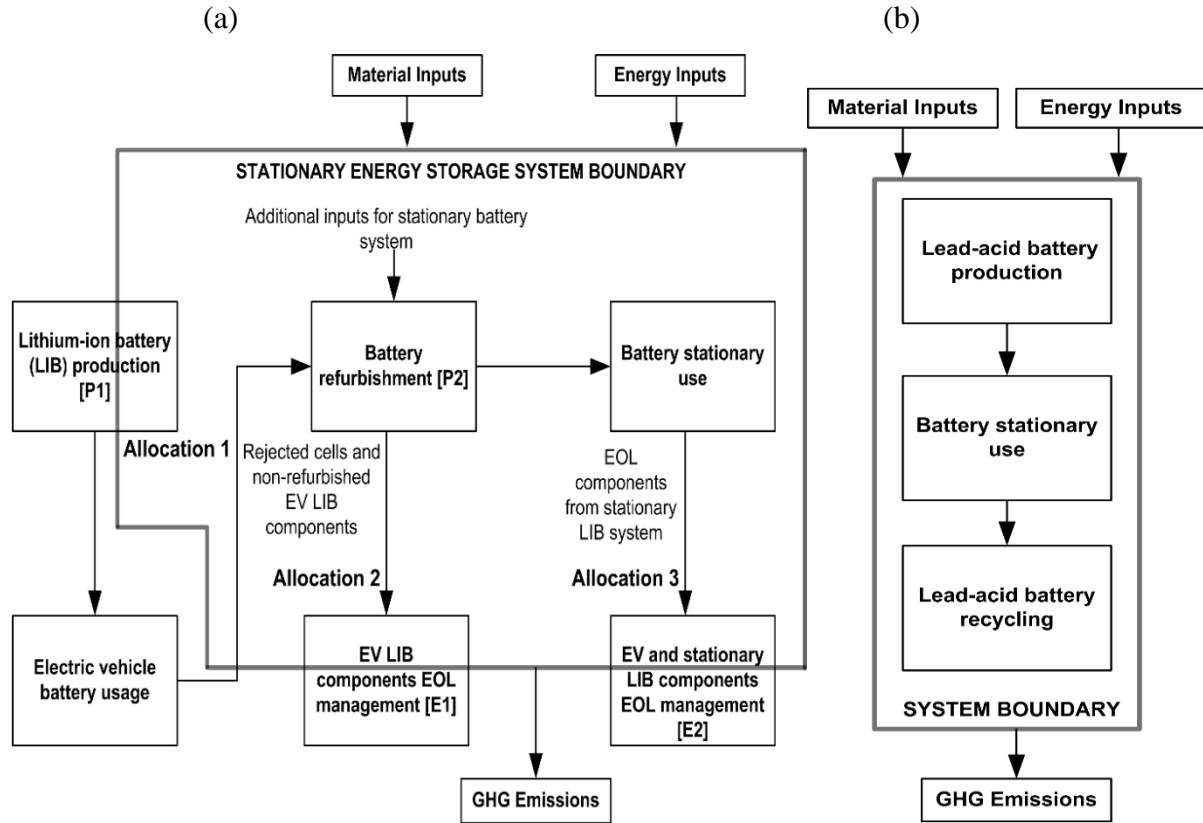 (a)
Material Inputs
Energy Inputs
STATIONARY ENERGY STORAGE SYSTEM BOUNDARY
Additional inputs for stationary battery
system
Lithium-ion battery
(LIB) production
[P1]
Battery
refurbishment [P2]
Battery stationary
use
Allocation 1
Rejected cells and
non-refurbished
EV LIB
components
EOL
components
from stationary
LIB system
Allocation 2
Allocation 3
Electric vehicle
battery usage
EV LIB
components EOL
management [E1]
EV and stationary
LIB components
EOL management
[E2]
GHG Emissions
(b)
Material Inputs
Energy Inputs
Lead-acid battery
production
Battery stationary
use
Lead-acid battery
recycling
SYSTEM BOUNDARY
GHG Emissions